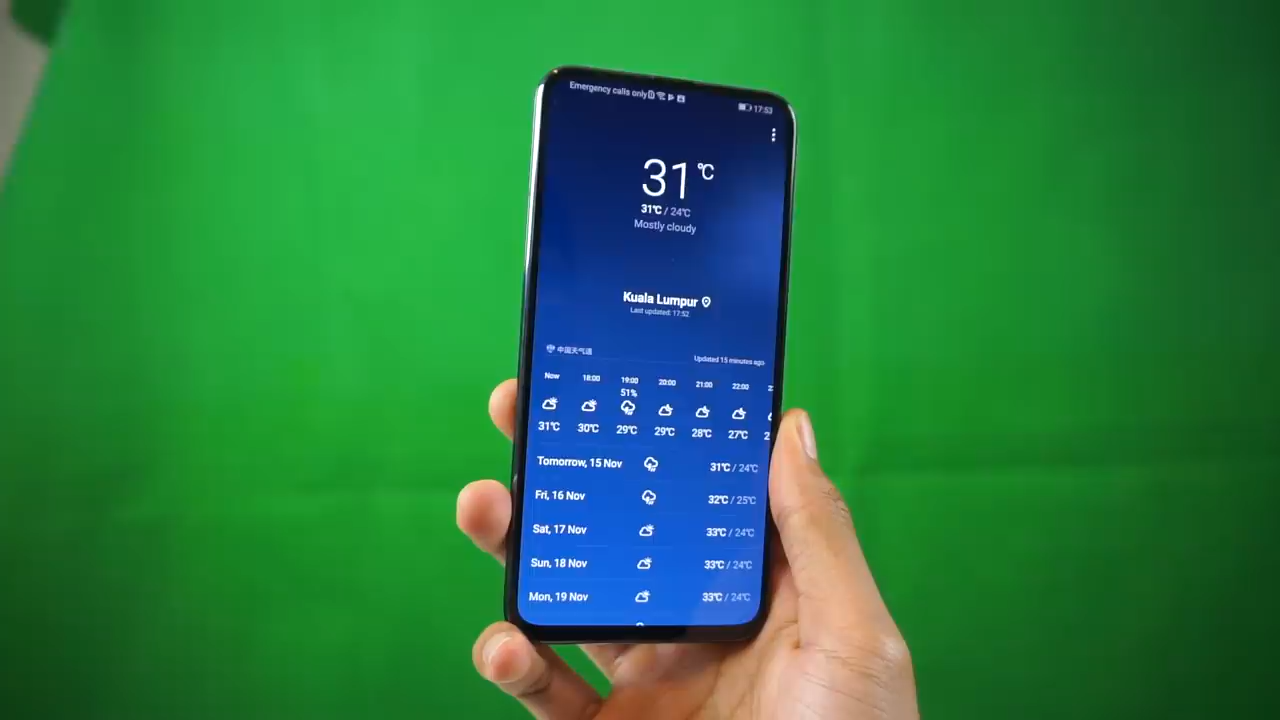 Emergency calls only 17:53
31℃
31℃ / 24℃
Mostly cloudy
Kuala Lumpur
Last updated: 17:52
中国天气通 Updated 15 minutes ago
Now 18:00 19:00 20:00 21:00 22:00
51%
31℃ 30℃ 29℃ 29℃ 28℃ 27℃
Tomorrow, 15 Nov 31℃ / 24℃
Fri, 16 Nov 32℃ / 25℃
Sat, 17 Nov 33℃ / 24℃
Sun, 18 Nov 33℃ / 24℃
Mon, 19 Nov 33℃ / 24℃